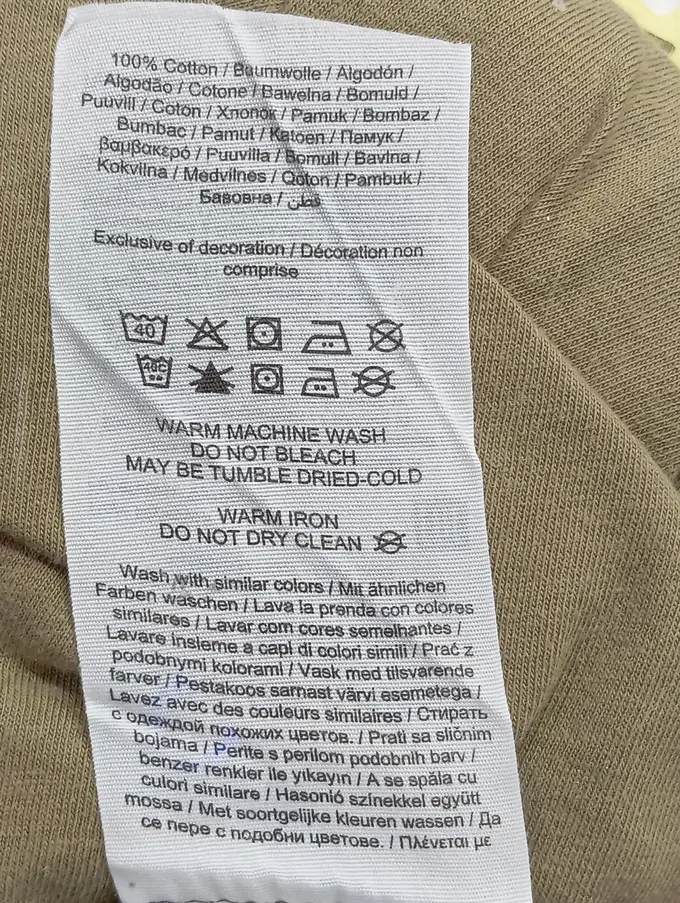 100% Cotton / Baumwolle / Algodón /
Algodão / Cotone / Bawełna / Bomuld /
Puuvill / Coton / Хлопок / Pamuk / Bombaz /
Bumbac / Pamut / Katoen / Памук /
βαμβακερό / Puuvilla / Bomull / Bavlna /
Kokvilna / Medvilnės / Qoton / Pambuk /
Бавовна / قطن
Exclusive of decoration / Décoration non
comprise
40
40C
WARM MACHINE WASH
DO NOT BLEACH
MAY BE TUMBLE DRIED-COLD
WARM IRON
DO NOT DRY CLEAN
Wash with similar colors / Mit ähnlichen
Farben waschen / Lava la prenda con colores
similares / Lavar com cores semelhantes /
Lavare insieme a capi di colori simili / Prać z
podobnymi kolorami / Vask med tilsvarende
farver / Pestakoos sarnast värvi esemetega /
Lavez avec des couleurs similaires / Стирать
с одеждой похожих цветов. / Prati sa sličnim
bojama / Perite s perilom podobnih barv /
benzer renkler ile yıkayın / A se spăla cu
culori similare / Hasonló színekkel együtt
mossa / Met soortgelijke kleuren wassen / Да
се пере с подобни цветове. / Πλένεται με